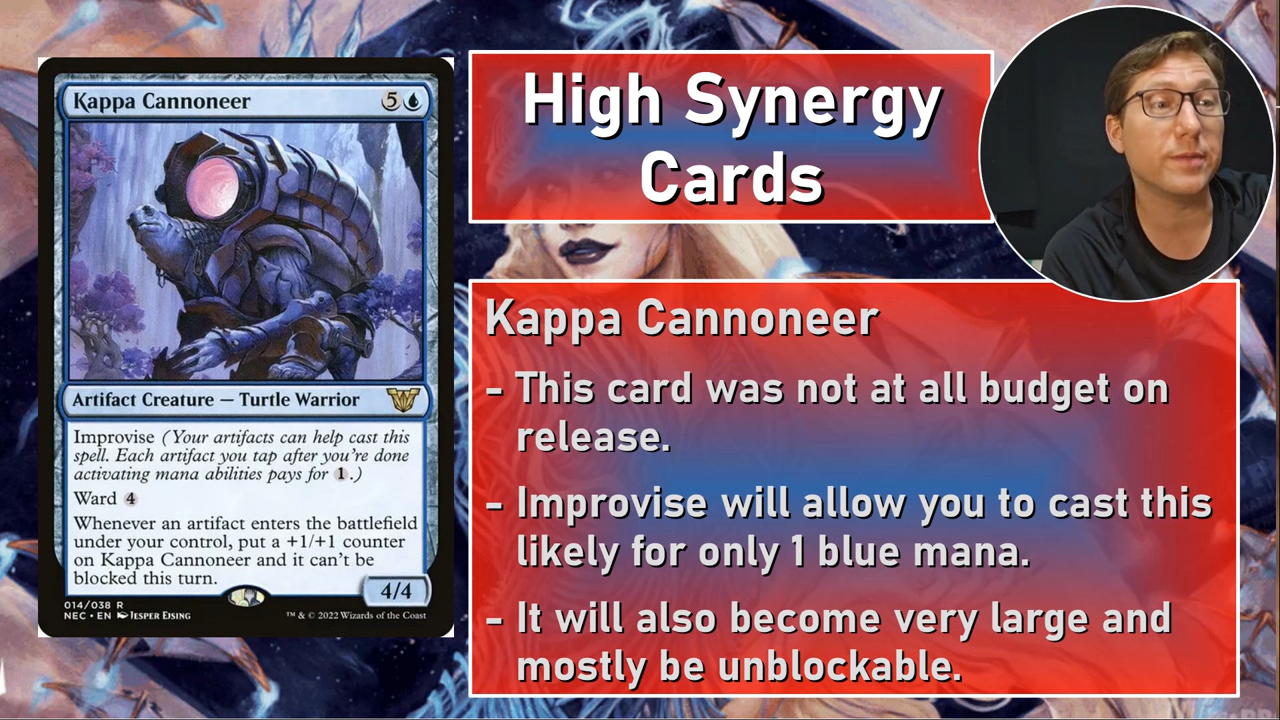 Kappa Cannoneer 5
Artifact Creature — Turtle Warrior
Improvise (Your artifacts can help cast this
spell. Each artifact you tap after you're done
activating mana abilities pays for 1.)
Ward 4
Whenever an artifact enters the battlefield
under your control, put a +1/+1 counter
on Kappa Cannoneer and it can't be
blocked this turn.
4/4
014/038 R
NEC • EN JESPER EJSING
™ & © 2022 Wizards of the Coast
High Synergy
Cards
Kappa Cannoneer
- This card was not at all budget on
release.
- Improvise will allow you to cast this
likely for only 1 blue mana.
- It will also become very large and
mostly be unblockable.